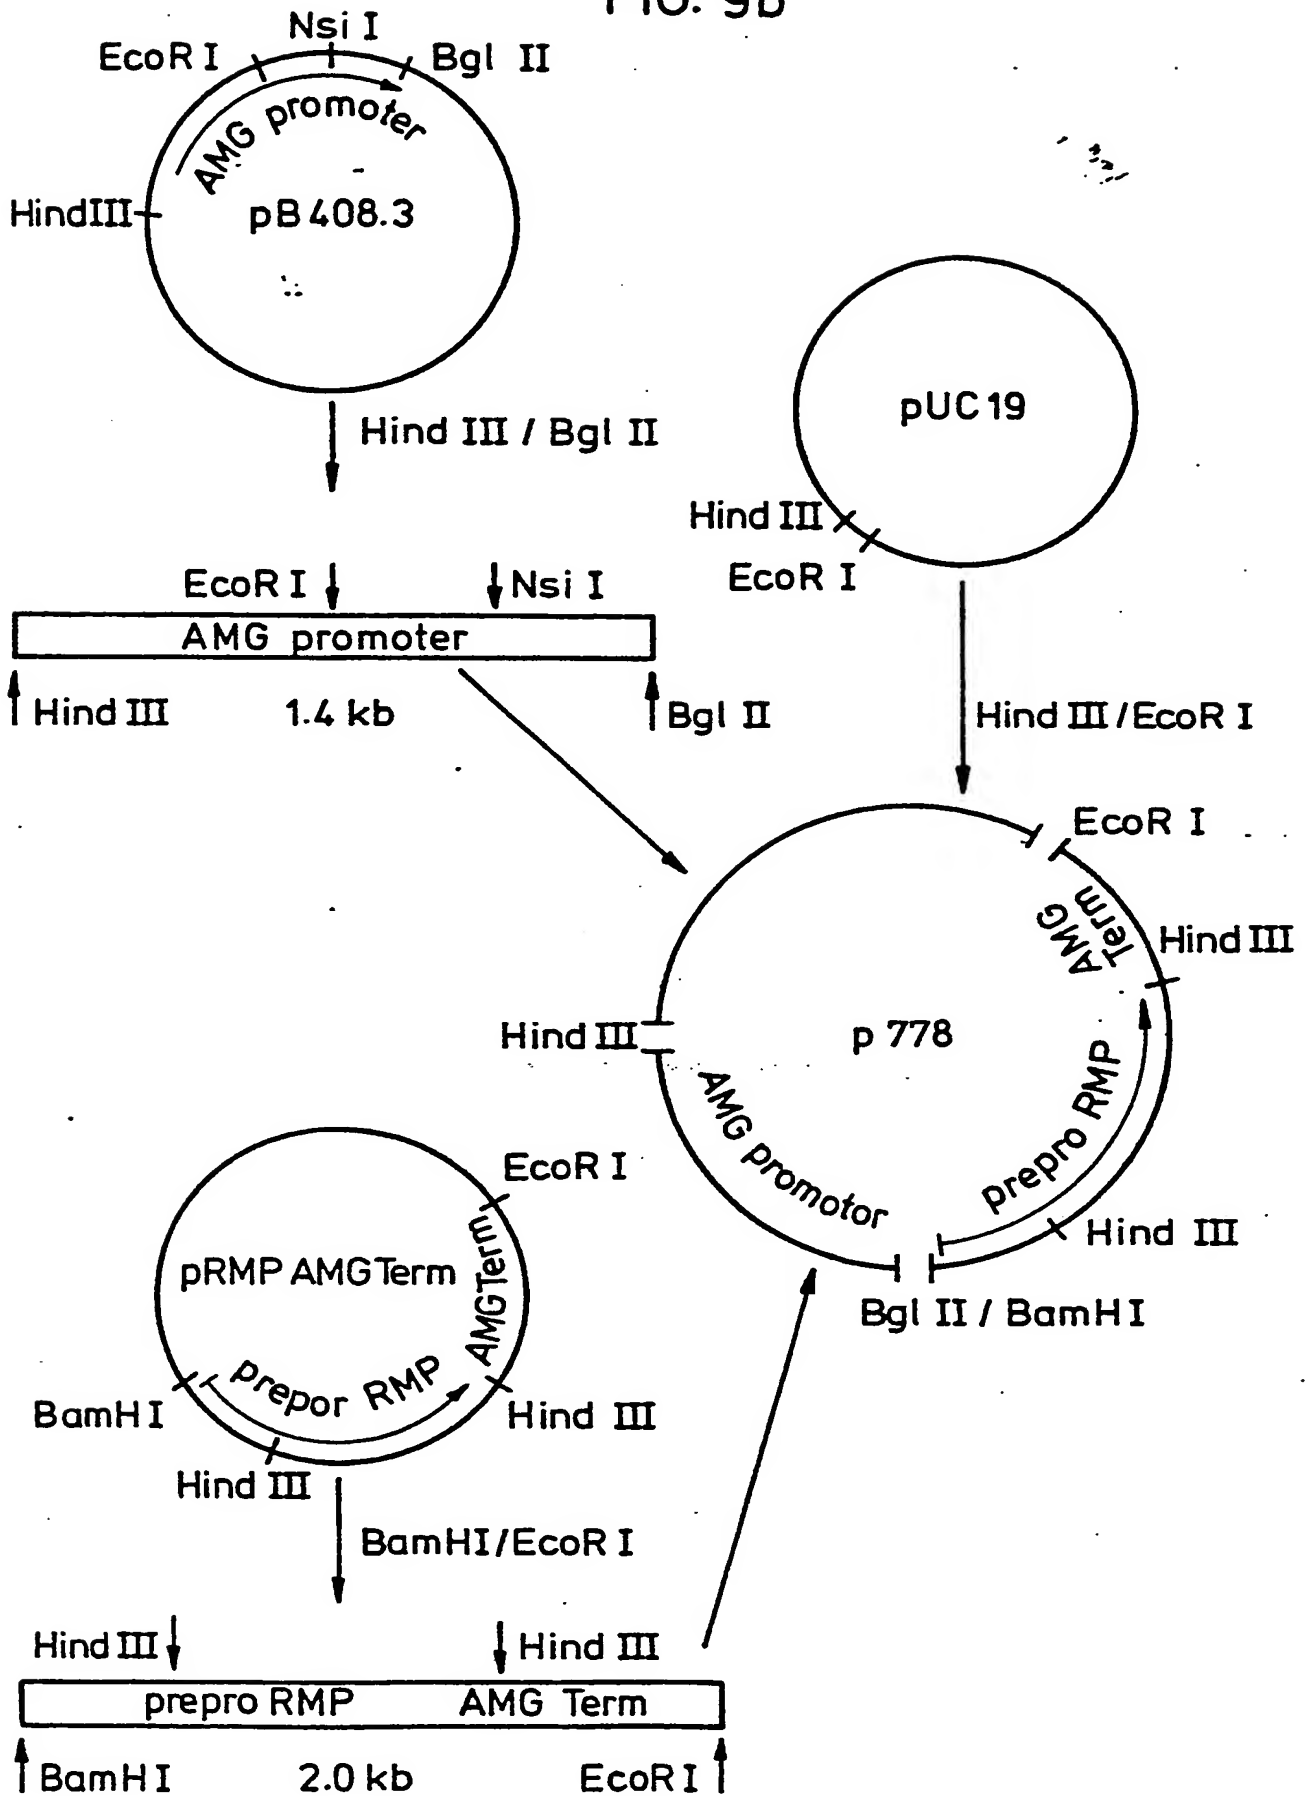 FIG. 9b
Nsi I
EcoR I
Bgl II
AMG promoter
Hind III
pB 408.3
Hind III / Bgl II
pUC 19
Hind III
EcoR I
EcoR I
Nsi I
AMG promoter
Hind III
1.4 kb
Bgl II
Hind III / EcoR I
EcoR I
AMG
Term
Hind III
Hind III
p 778
AMG promotor
prepro RMP
Hind III
Bgl II / BamH I
EcoR I
pRMP AMG Term
AMG Term
prepor RMP
BamH I
Hind III
Hind III
BamHI/EcoR I
Hind III
Hind III
prepro RMP
AMG Term
BamH I
2.0 kb
EcoR I